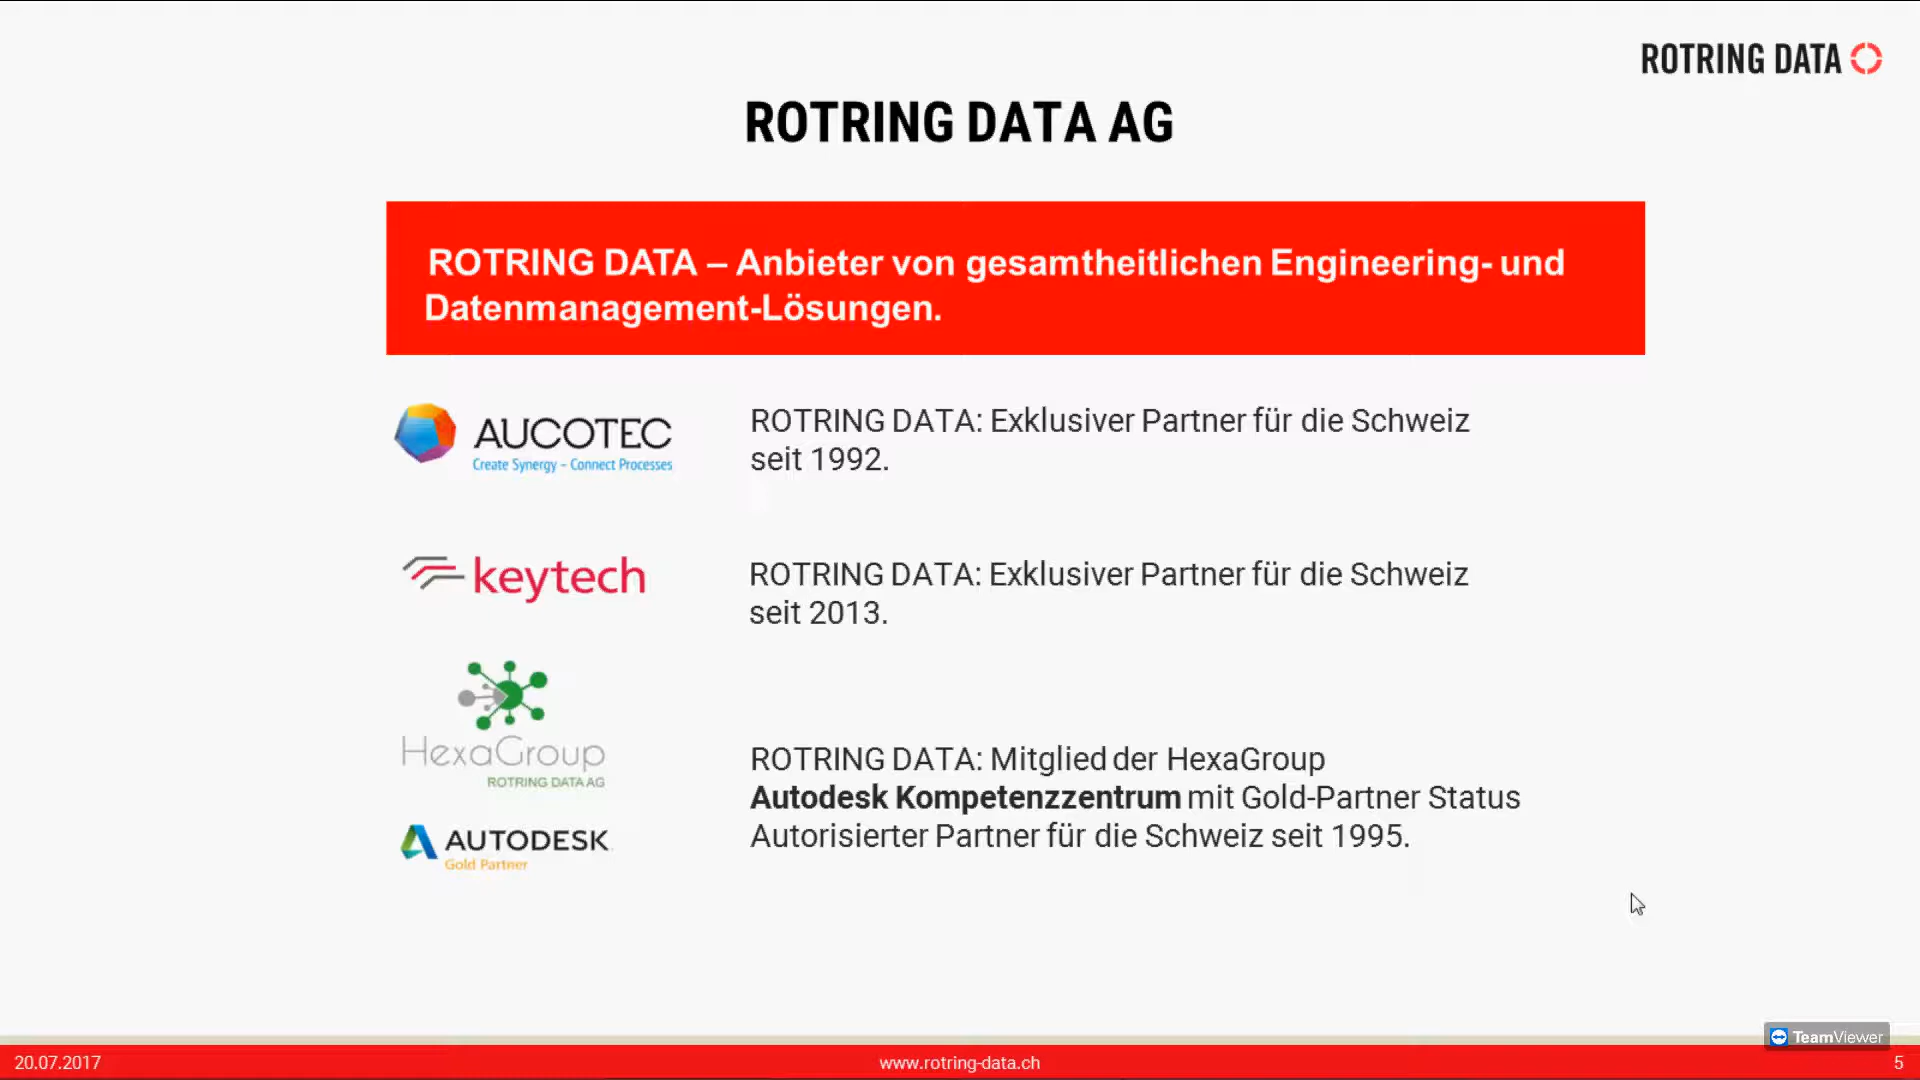 ROTRING DATA
ROTRING DATA AG
ROTRING DATA – Anbieter von gesamtheitlichen Engineering- und
Datenmanagement-Lösungen.
AUCOTEC
Create Synergy – Connect Processes
ROTRING DATA: Exklusiver Partner für die Schweiz
seit 1992.
keytech
ROTRING DATA: Exklusiver Partner für die Schweiz
seit 2013.
HexaGroup
ROTRING DATA AG
ROTRING DATA: Mitglied der HexaGroup
Autodesk Kompetenzzentrum mit Gold-Partner Status
Autorisierter Partner für die Schweiz seit 1995.
AUTODESK
Gold Partner
TeamViewer
20.07.2017
www.rotring-data.ch
5